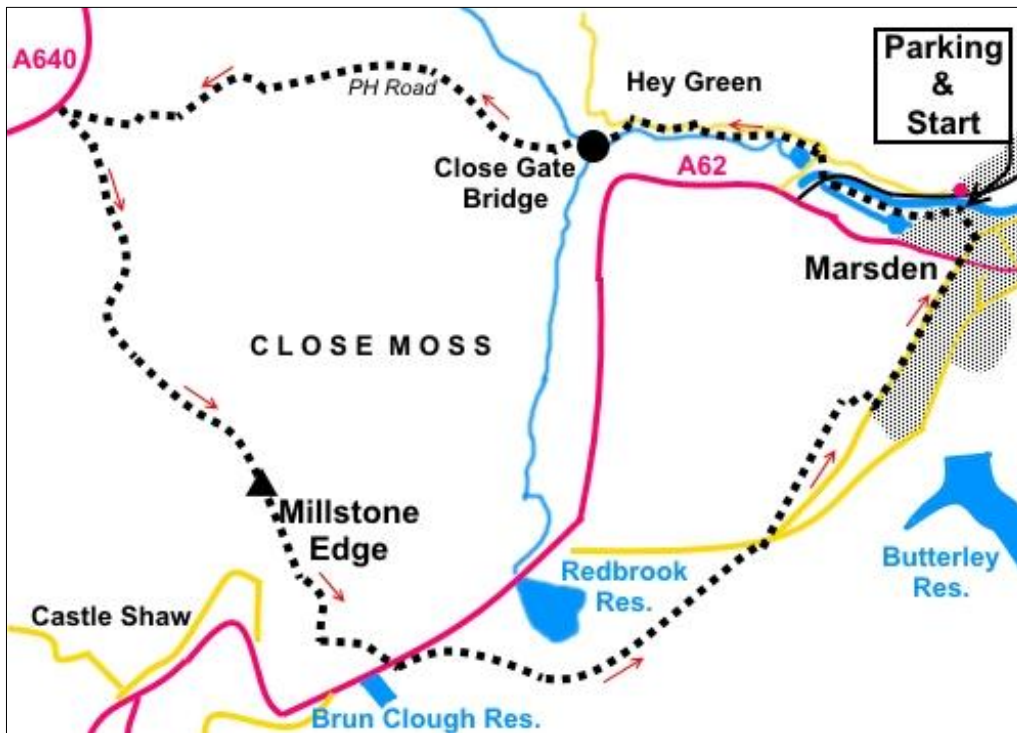 A640
PH Road
Hey Green
Parking
&
Start
Close Gate
Bridge
A62
Marsden
CLOSE MOSS
Millstone
Edge
Redbrook
Res.
Butterley
Res.
Castle Shaw
Brun Clough Res.